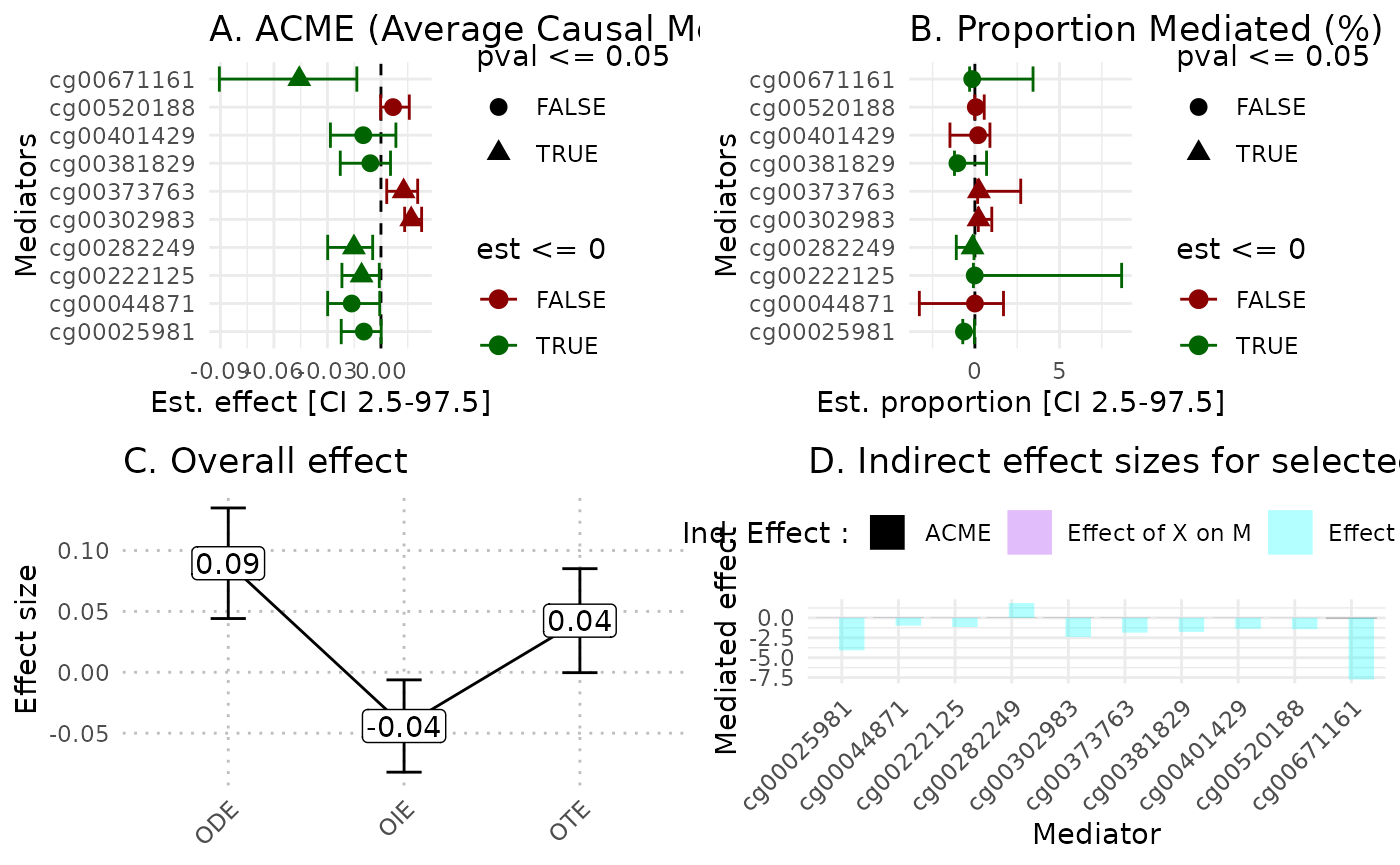 A. ACME (Average Causal Me
pval <= 0.05
FALSE
TRUE
est <= 0
FALSE
TRUE
Mediators
cg00671161
cg00520188
cg00401429
cg00381829
cg00373763
cg00302983
cg00282249
cg00222125
cg00044871
cg00025981
-0.09 -0.06 -0.03 0.00
Est. effect [CI 2.5-97.5]
B. Proportion Mediated (%)
pval <= 0.05
FALSE
TRUE
est <= 0
FALSE
TRUE
Mediators
cg00671161
cg00520188
cg00401429
cg00381829
cg00373763
cg00302983
cg00282249
cg00222125
cg00044871
cg00025981
0 5
Est. proportion [CI 2.5-97.5]
C. Overall effect
Effect size
0.10
0.05
0.00
-0.05
0.09
-0.04
0.04
ODE OIE OTE
D. Indirect effect sizes for selected
Ind. Effect : ACME Effect of X on M Effect
Mediated effect
0.0
-2.5
-5.0
-7.5
cg00025981
cg00044871
cg00222125
cg00282249
cg00302983
cg00373763
cg00381829
cg00401429
cg00520188
cg00671161
Mediator